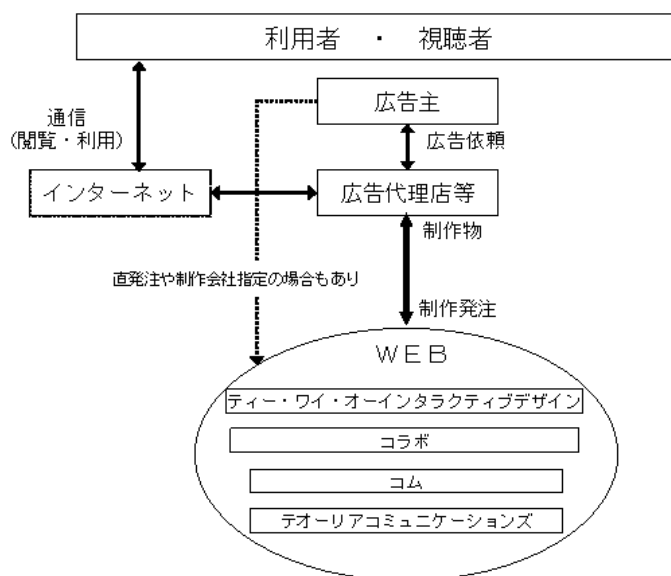 利用者 ・ 視聴者
通信
(閲覧・利用)
広告主
広告依頼
インターネット
広告代理店等
制作物
直発注や制作会社指定の場合もあり
制作発注
ＷＥＢ
ティー・ワイ・オーインタラクティブデザイン
コラボ
コム
テオーリアコミュニケーションズ